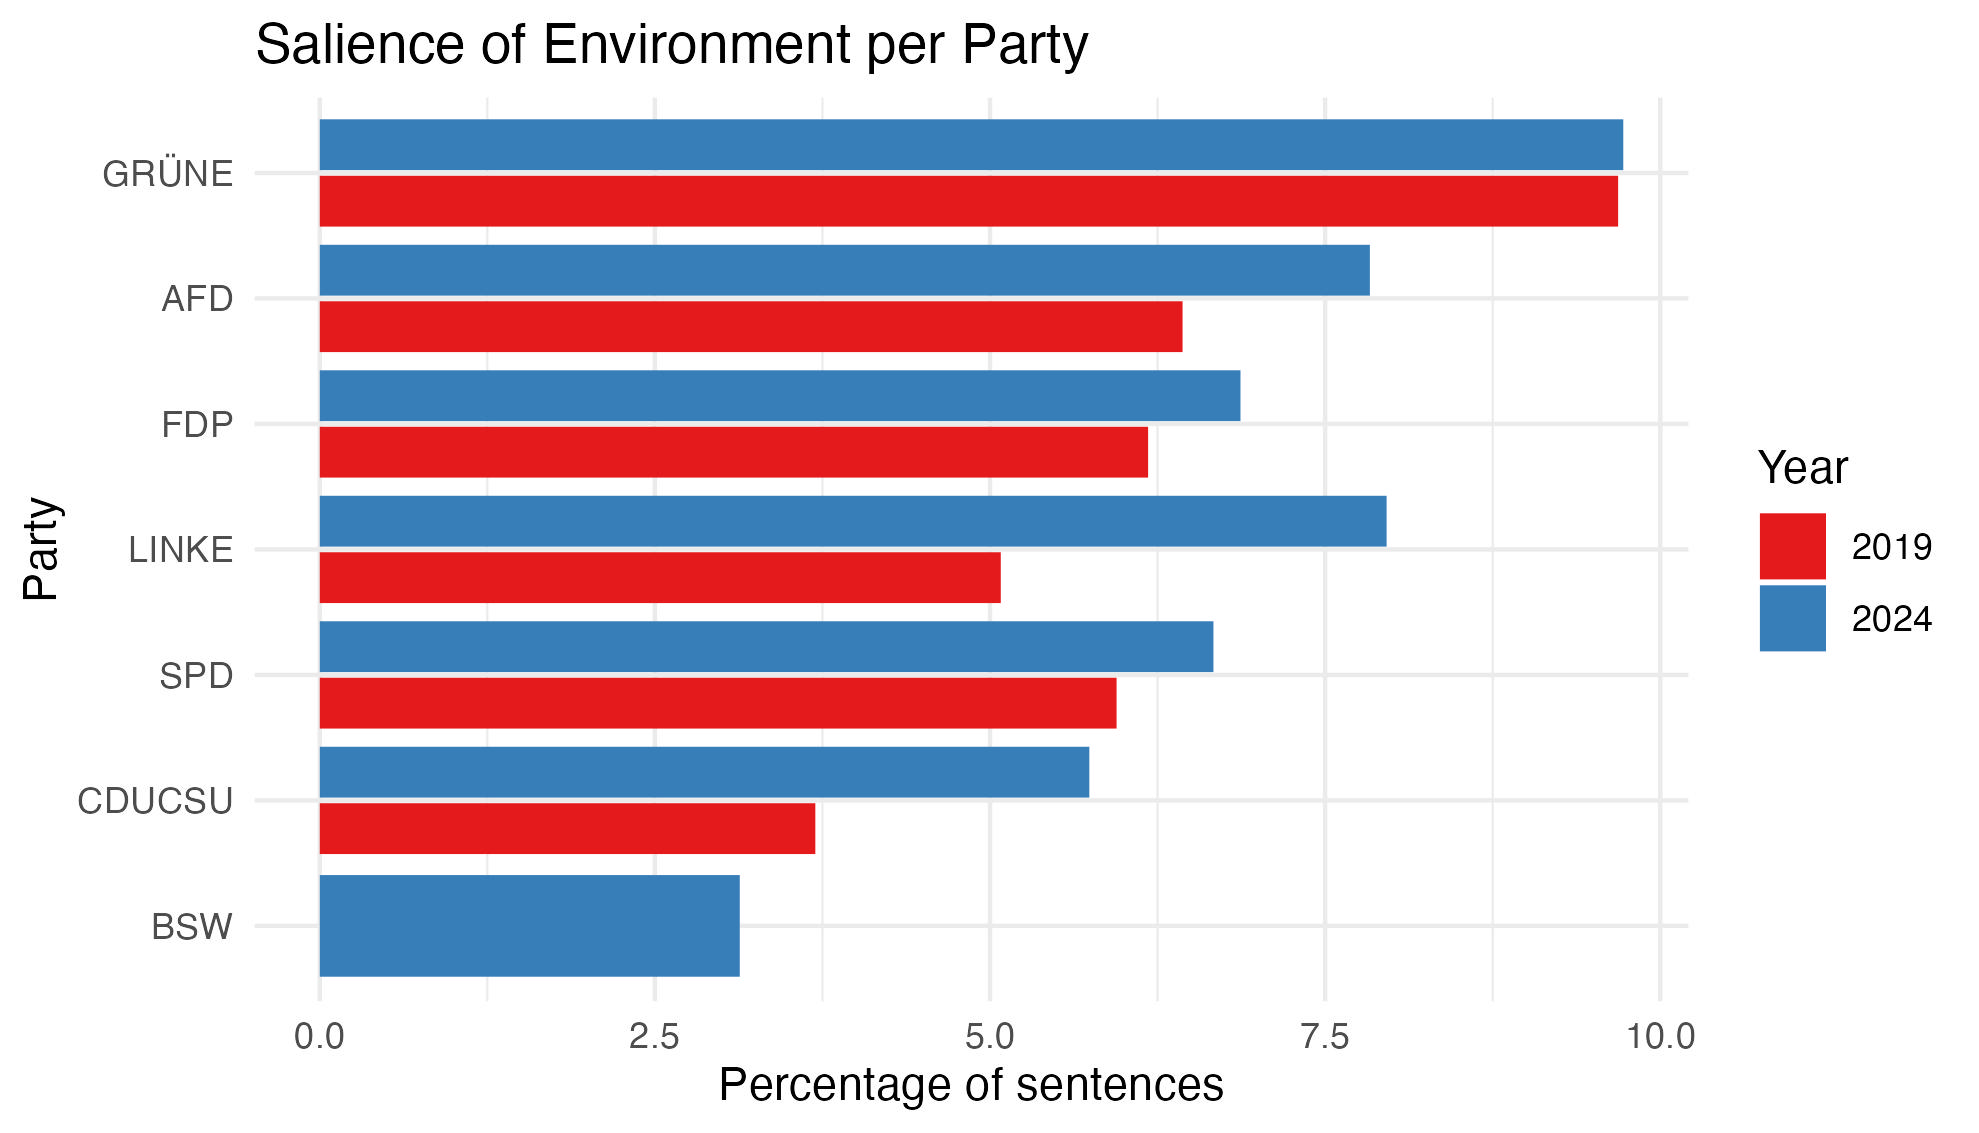 Salience of Environment per Party
GRÜNE
AFD
FDP
LINKE
SPD
CDUCSU
BSW
Party
0.0 2.5 5.0 7.5 10.0
Percentage of sentences
Year
2019
2024